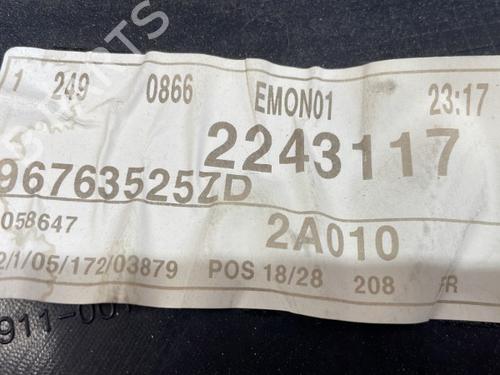 1 249 0866 EMON01 23:17
2243117
96763525ZD
058647 2A010
2/1/05/172/03879 POS 18/28 208 FR